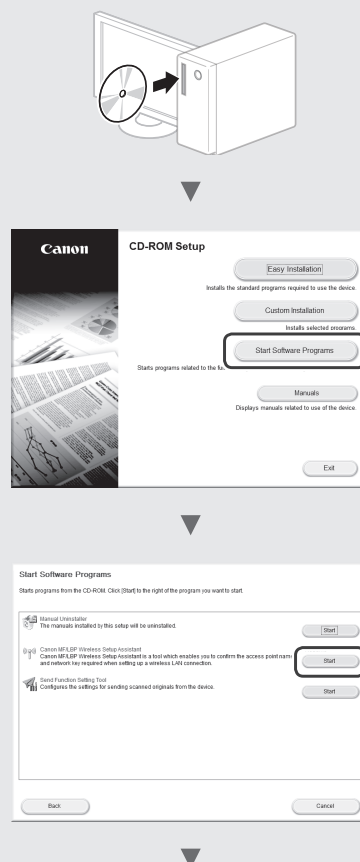 Canon
CD-ROM Setup
Easy Installation
Installs the standard programs required to use the device.
Custom Installation
Installs selected programs.
Start Software Programs
Starts programs related to the
Manuals
Displays manuals related to use of the device.
Exit
Start Software Programs
Starts programs from the CD-ROM. Click [Start] to the right of the program you want to start.
Manual Uninstaller
The manuals installed by this setup will be uninstalled.
Start
Canon MF/LBP Wireless Setup Assistant
Canon MF/LBP Wireless Setup Assistant is a tool which enables you to confirm the access point name
and network key required when setting up a wireless LAN connection.
Start
Send Function Setting Tool
Configures the settings for sending scanned originals from the device.
Start
Back
Cancel